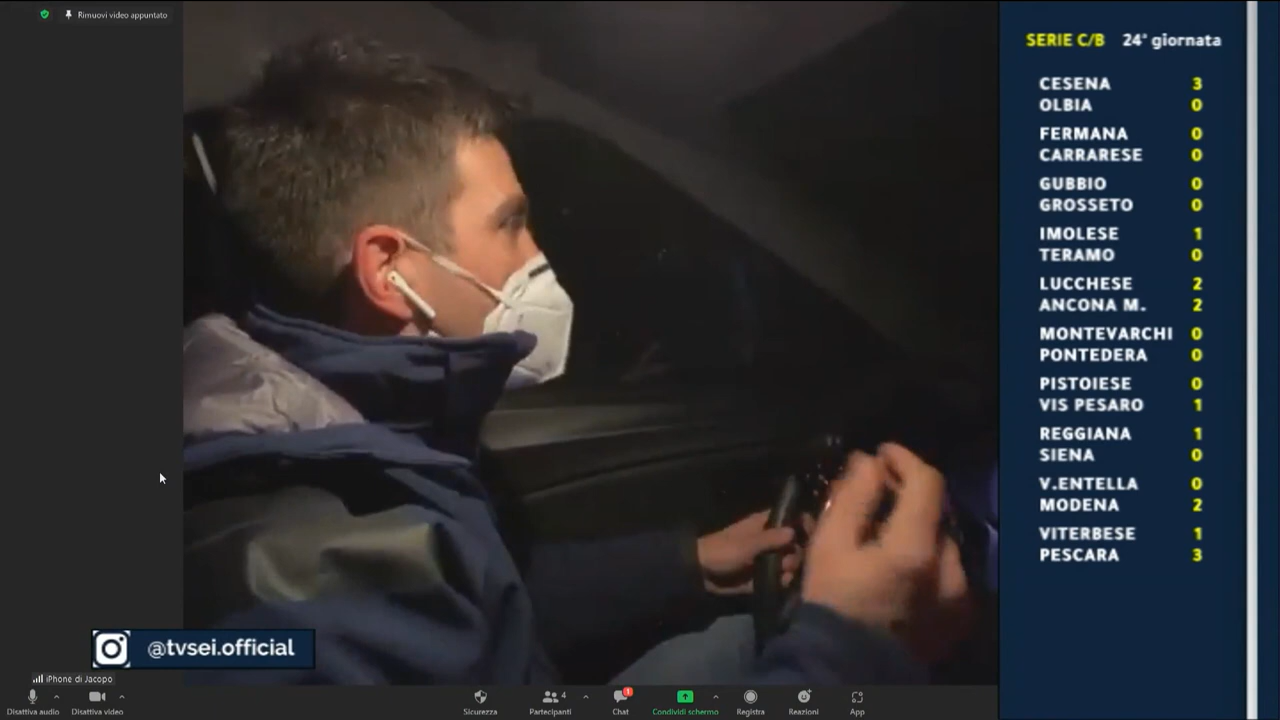 Rimuovi video appuntato
SERIE C/B 24ª giornata
CESENA 3
OLBIA 0
FERMANA 0
CARRARESE 0
GUBBIO 0
GROSSETO 0
IMOLESE 1
TERAMO 0
LUCCHESE 2
ANCONA M. 2
MONTEVARCHI 0
PONTEDERA 0
PISTOIESE 0
VIS PESARO 1
REGGIANA 1
SIENA 0
V.ENTELLA 0
MODENA 2
VITERBESE 1
PESCARA 3
@tvsei.official
iPhone di Jacopo
Disattiva audio
Disattiva video
Sicurezza
Partecipanti 4
Chat 1
Condividi schermo
Registra
Reazioni
App